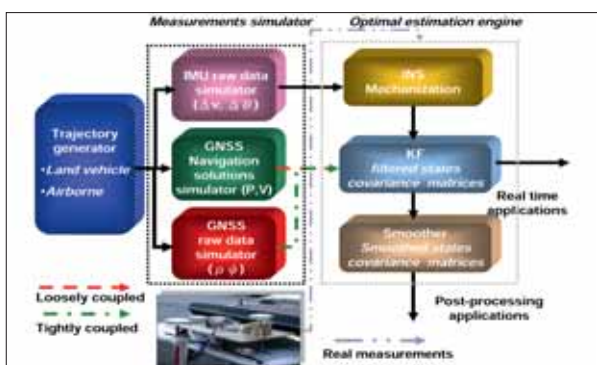 Measurements simulator
Optimal estimation engine
Trajectory
generator
•Land vehicle
•Airborne
IMU raw data
simulator
(Δv, Δθ)
GNSS
Navigation
solutions
simulator (P,V)
GNSS
raw data
simulator
(ρ φ)
INS
Mechanization
KF
filtered states
covariance matrices
Real time
applications
Smoother
Smoothed states
covariance matrices
Post-processing
applications
Loosely coupled
Tightly coupled
Real measurements